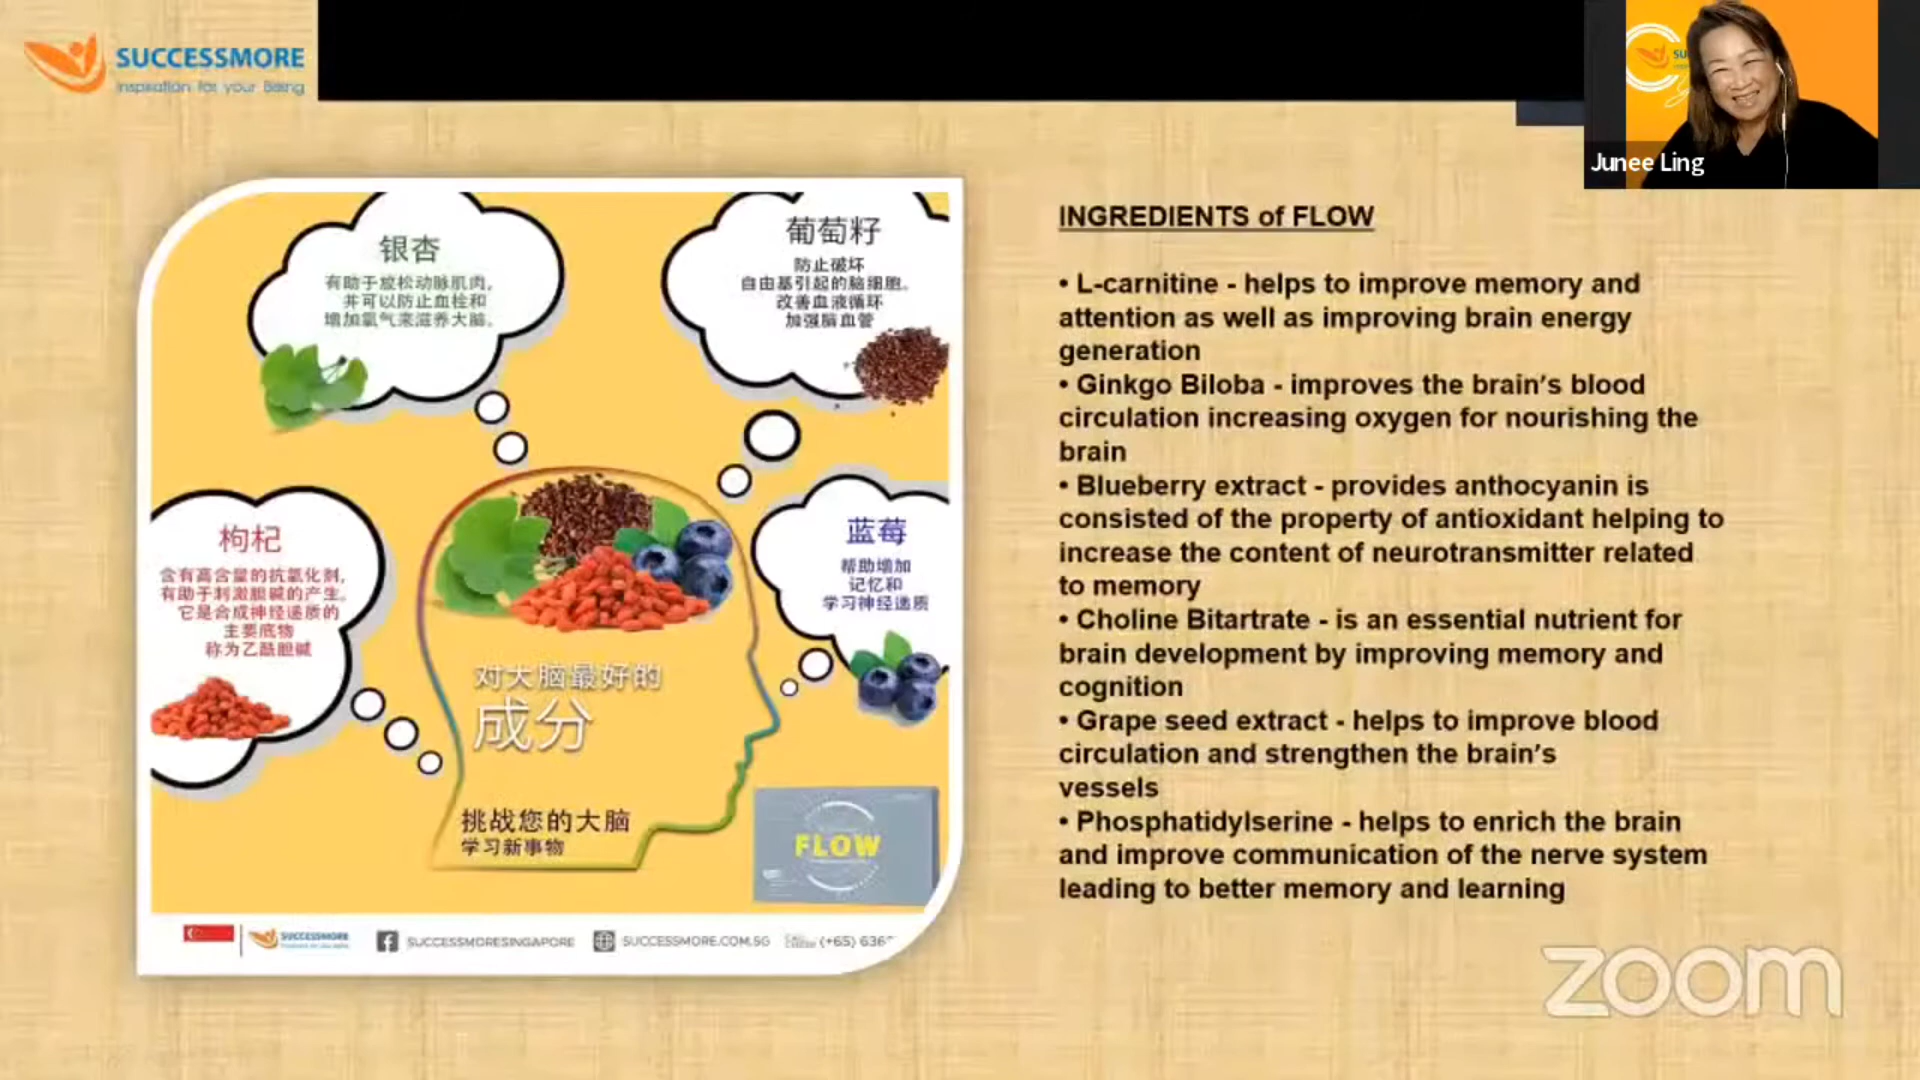 SUCCESSMORE
Inspiration for your Being
Junee Ling
银杏
有助于放松动脉肌肉,
并可以防止血栓和
增加氧气来滋养大脑。
葡萄籽
防止破坏
自由基引起的脑细胞。
改善血液循环
加强脑血管
枸杞
含有高含量的抗氧化剂,
有助于刺激胆碱的产生。
它是合成神经递质的
主要底物
称为乙酰胆碱
蓝莓
帮助增加
记忆和
学习神经递质
对大脑最好的
成分
挑战您的大脑
学习新事物
FLOW
SUCCESSMORE
SUCCESSMORESINGAPORE
SUCCESSMORE.COM.SG
(+65) 636
INGREDIENTS of FLOW
• L-carnitine - helps to improve memory and
attention as well as improving brain energy
generation
• Ginkgo Biloba - improves the brain's blood
circulation increasing oxygen for nourishing the
brain
• Blueberry extract - provides anthocyanin is
consisted of the property of antioxidant helping to
increase the content of neurotransmitter related
to memory
• Choline Bitartrate - is an essential nutrient for
brain development by improving memory and
cognition
• Grape seed extract - helps to improve blood
circulation and strengthen the brain's
vessels
• Phosphatidylserine - helps to enrich the brain
and improve communication of the nerve system
leading to better memory and learning
zoom